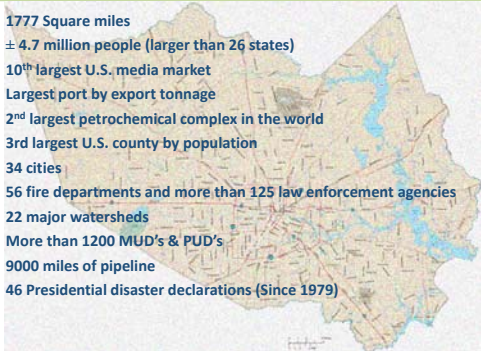 1777 Square miles
± 4.7 million people (larger than 26 states)
10th largest U.S. media market
Largest port by export tonnage
2nd largest petrochemical complex in the world
3rd largest U.S. county by population
34 cities
56 fire departments and more than 125 law enforcement agencies
22 major watersheds
More than 1200 MUD's & PUD's
9000 miles of pipeline
46 Presidential disaster declarations (Since 1979)